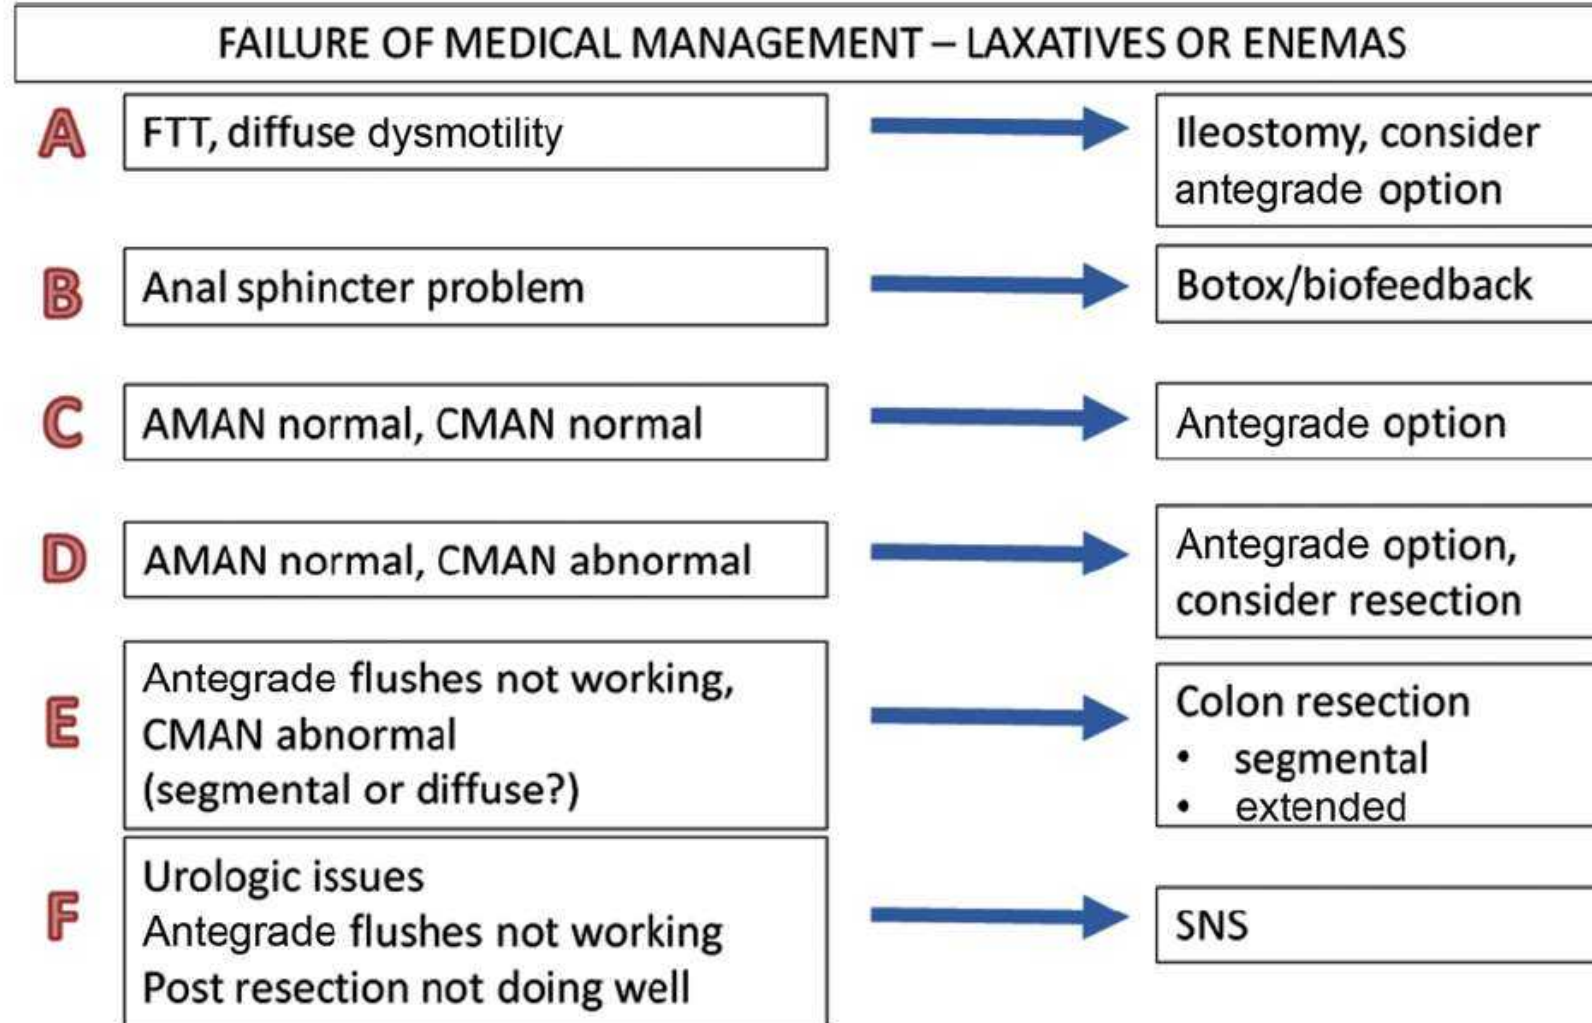 FAILURE OF MEDICAL MANAGEMENT – LAXATIVES OR ENEMAS
A
FTT, diffuse dysmotility
Ileostomy, consider
antegrade option
B
Anal sphincter problem
Botox/biofeedback
C
AMAN normal, CMAN normal
Antegrade option
D
AMAN normal, CMAN abnormal
Antegrade option,
consider resection
E
Antegrade flushes not working,
CMAN abnormal
(segmental or diffuse?)
Colon resection
• segmental
• extended
F
Urologic issues
Antegrade flushes not working
Post resection not doing well
SNS